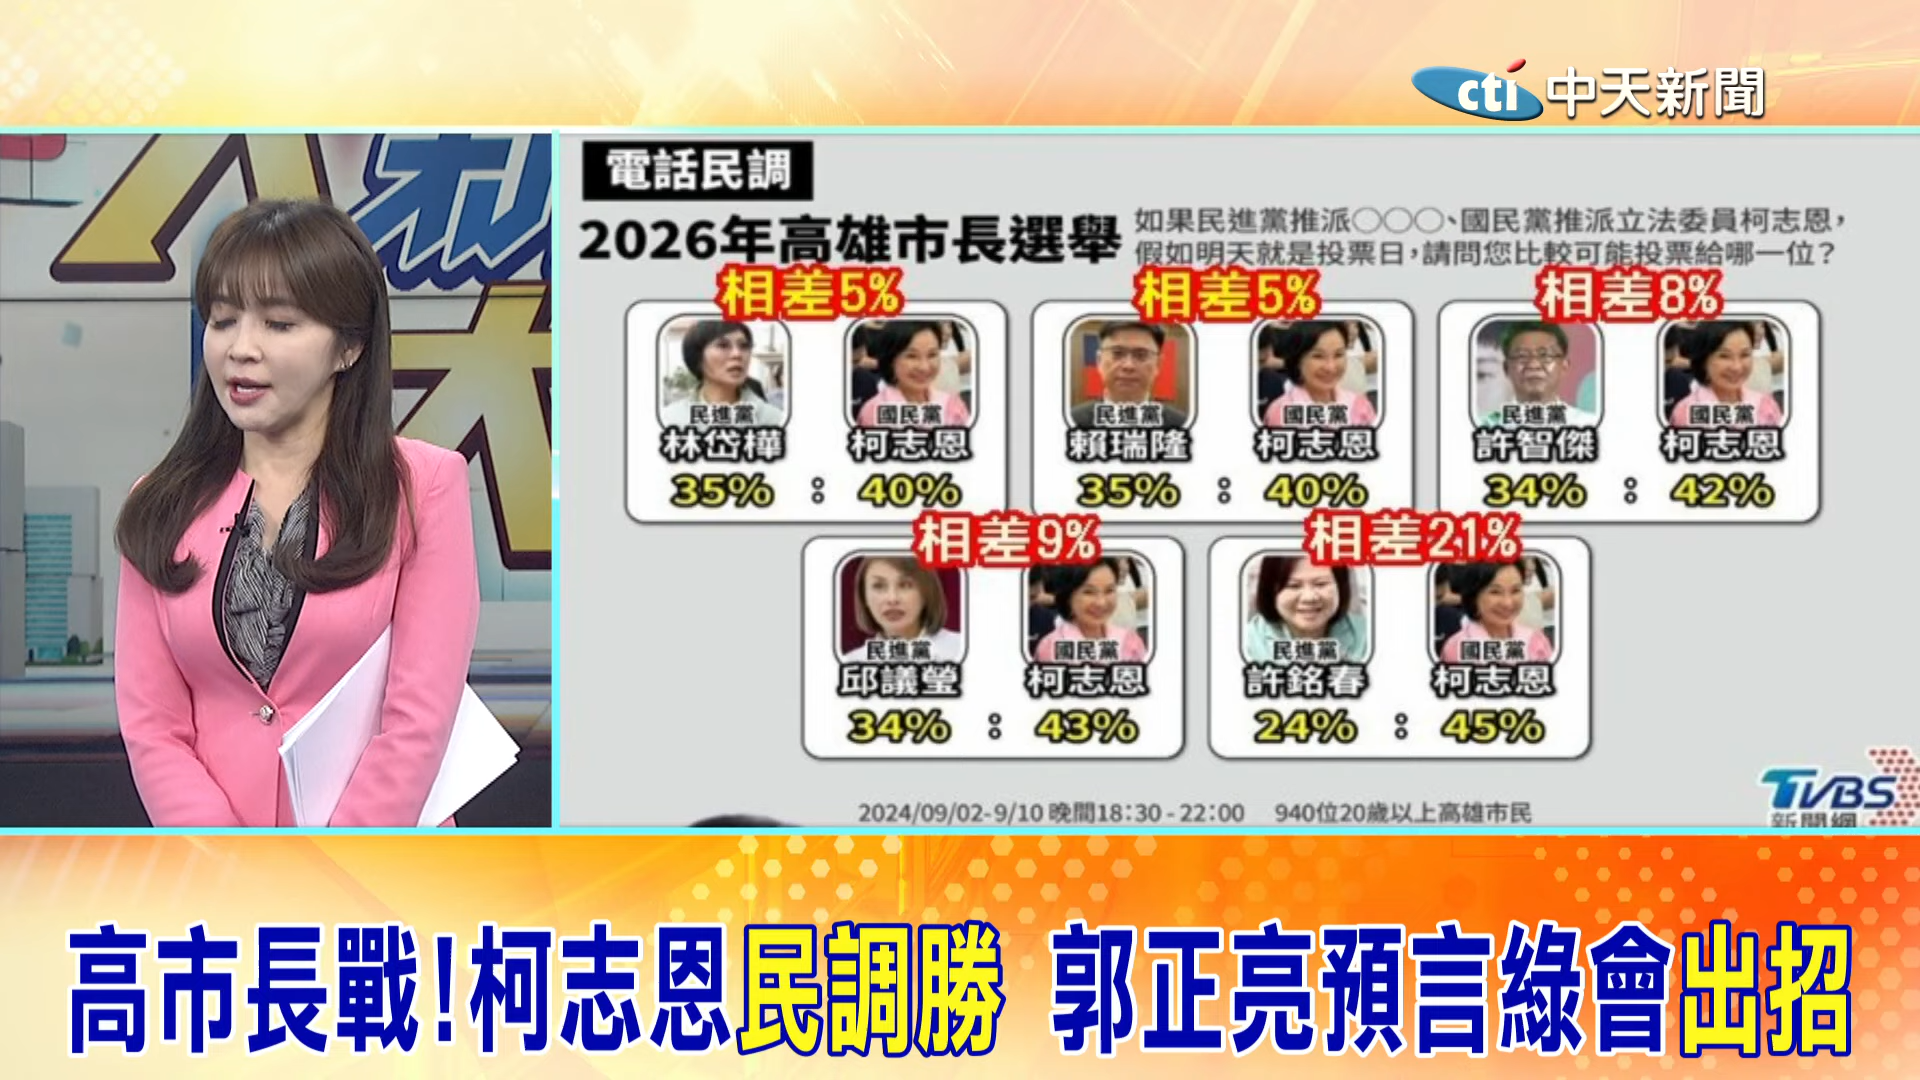 cti 中天新聞
電話民調
2026年高雄市長選舉
如果民進黨推派○○○、國民黨推派立法委員柯志恩,
假如明天就是投票日,請問您比較可能投票給哪一位?
相差5% 相差5% 相差8%
民進黨 國民黨 民進黨 國民黨 民進黨 國民黨
林岱樺 柯志恩 賴瑞隆 柯志恩 許智傑 柯志恩
35% : 40% 35% : 40% 34% : 42%
相差9% 相差21%
民進黨 國民黨 民進黨 國民黨
邱議瑩 柯志恩 許銘春 柯志恩
34% : 43% 24% : 45%
TVBS
新聞網
2024/09/02-9/10 晚間18:30-22:00 940位20歲以上高雄市民
高市長戰!柯志恩民調勝 郭正亮預言綠會出招